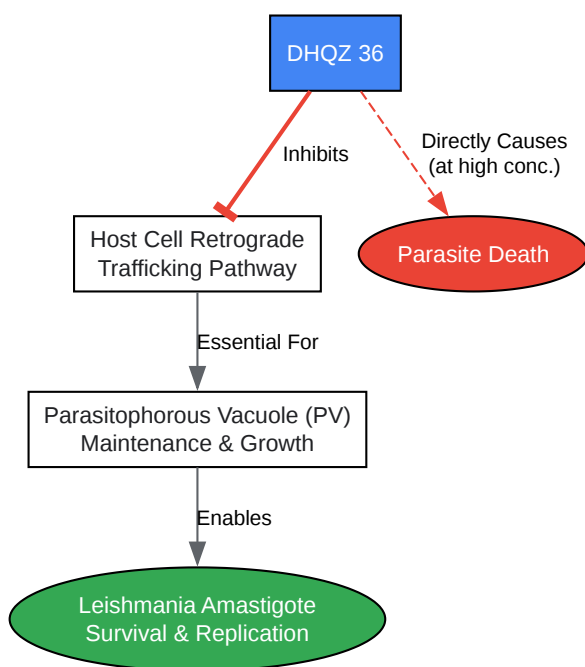 DHQZ 36
Inhibits
Directly Causes
(at high conc.)
Host Cell Retrograde
Trafficking Pathway
Parasite Death
Essential For
Parasitophorous Vacuole (PV)
Maintenance & Growth
Enables
Leishmania Amastigote
Survival & Replication